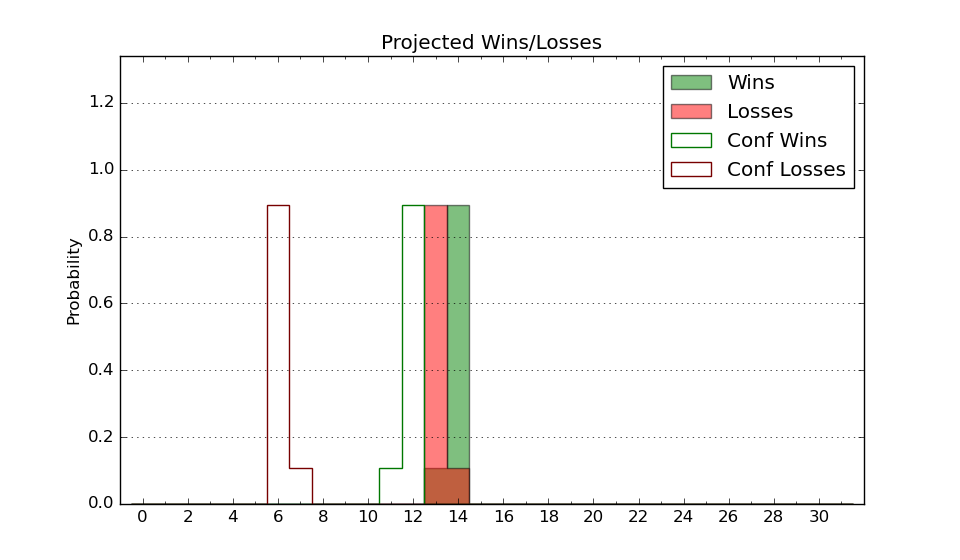 Projected Wins/Losses
Wins
Losses
Conf Wins
Conf Losses
Probability
1.2
1.0
0.8
0.6
0.4
0.2
0.0
0 2 4 6 8 10 12 14 16 18 20 22 24 26 28 30